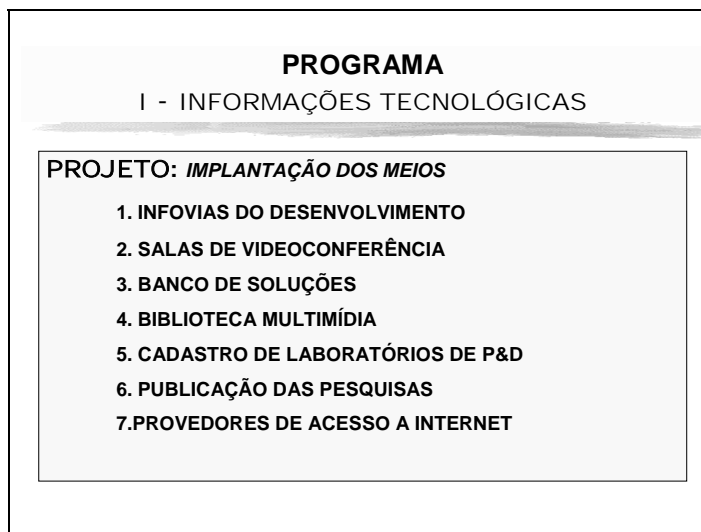 PROGRAMA
I - INFORMAÇÕES TECNOLÓGICAS
PROJETO: IMPLANTAÇÃO DOS MEIOS
1. INFOVIAS DO DESENVOLVIMENTO
2. SALAS DE VIDEOCONFERÊNCIA
3. BANCO DE SOLUÇÕES
4. BIBLIOTECA MULTIMÍDIA
5. CADASTRO DE LABORATÓRIOS DE P&D
6. PUBLICAÇÃO DAS PESQUISAS
7.PROVEDORES DE ACESSO A INTERNET